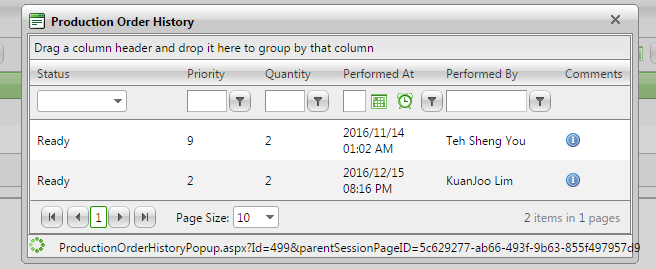 Production Order History
Drag a column header and drop it here to group by that column
Status Priority Quantity Performed At Performed By Comments
Ready 9 2 2016/11/14 01:02 AM Teh Sheng You
Ready 2 2 2016/12/15 08:16 PM KuanJoo Lim
1 Page Size: 10 2 items in 1 pages
ProductionOrderHistoryPopup.aspx?Id=499&parentSessionPageID=5c629277-ab66-493f-9b63-855f497957d9